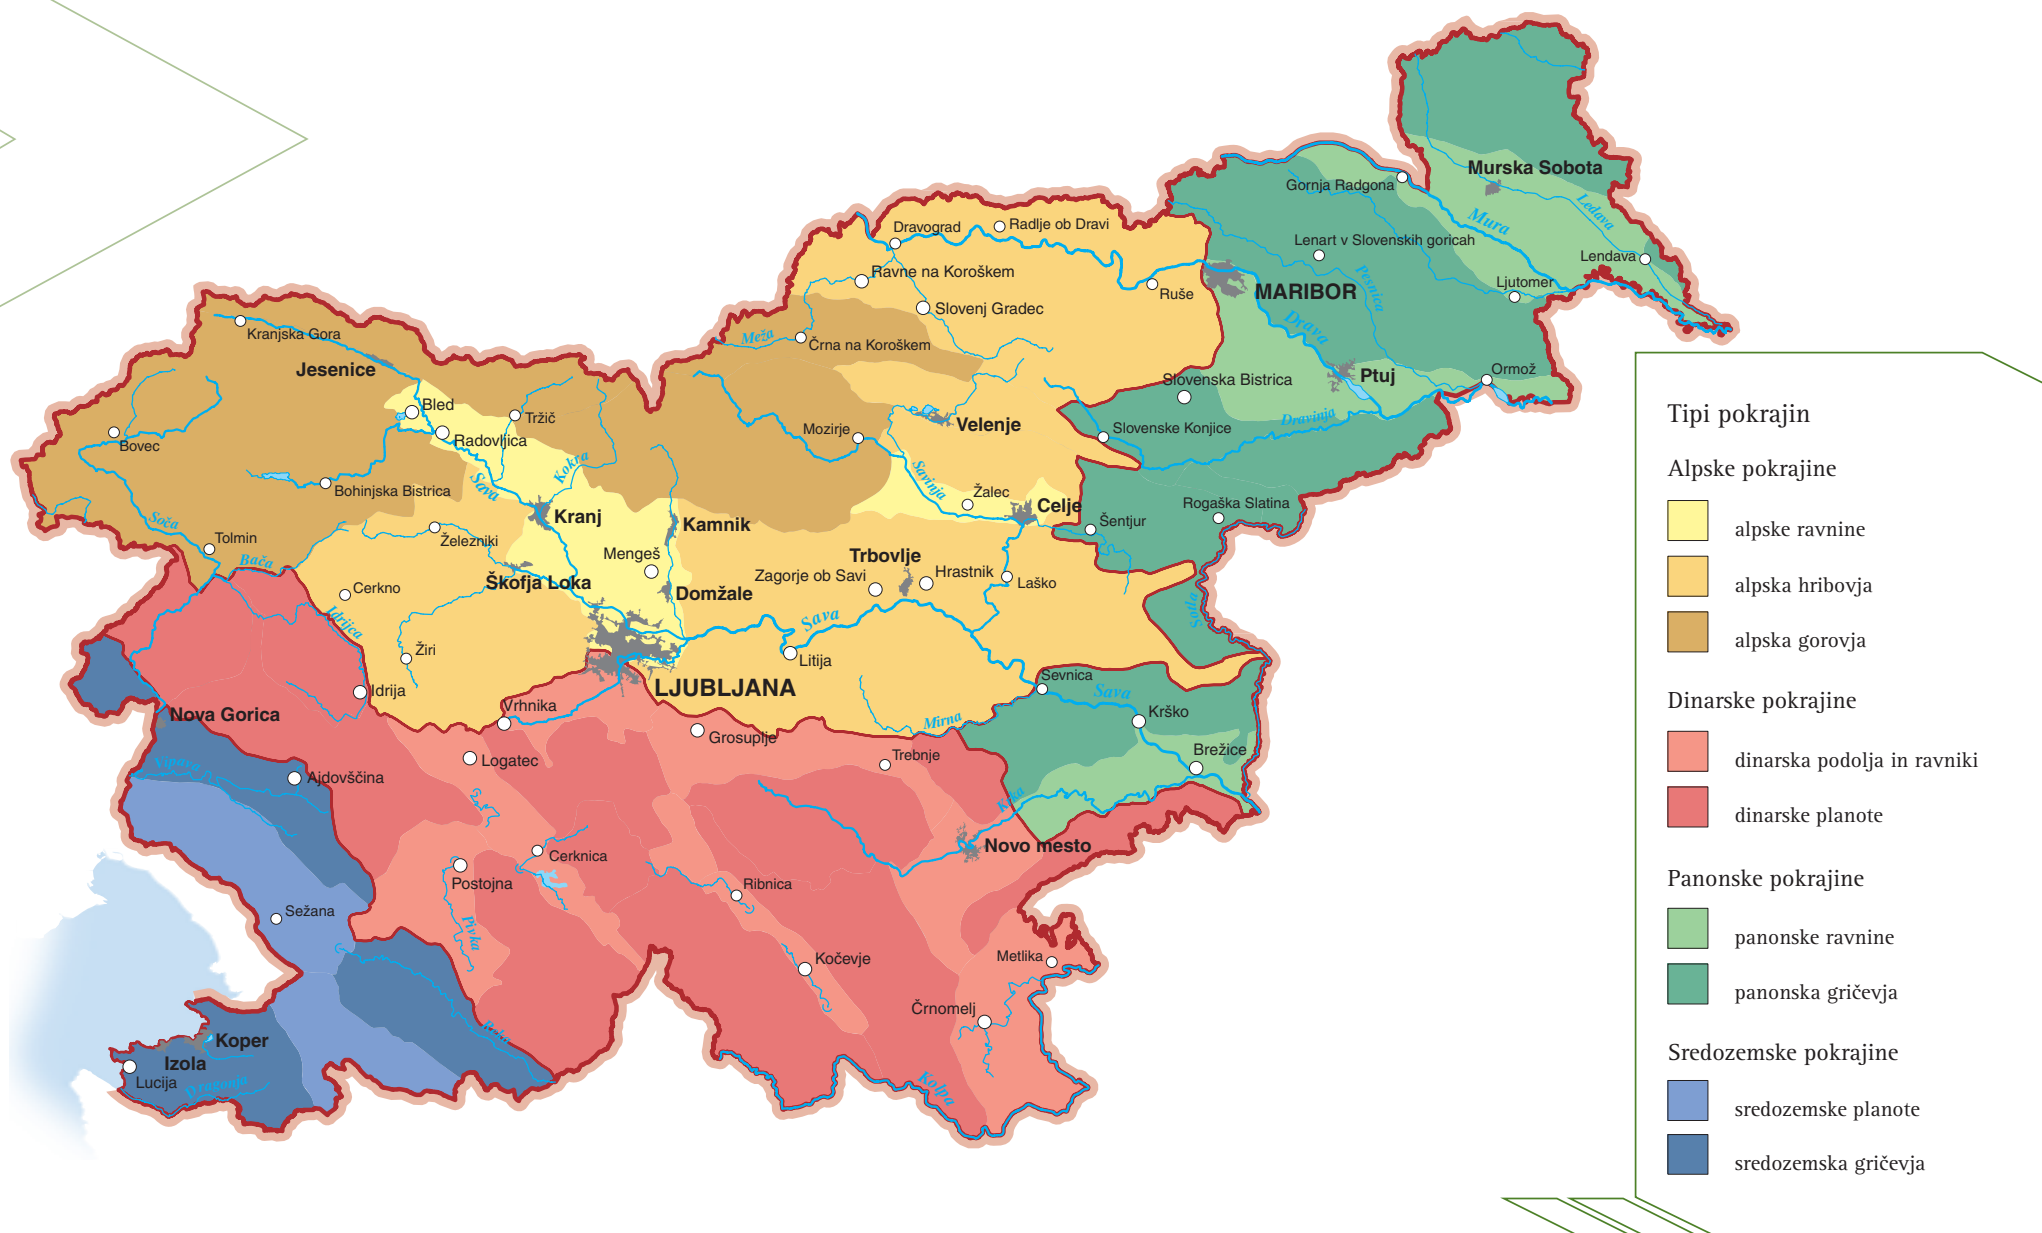 Murska Sobota
Gornja Radgona
Ledava
Mura
Dravograd
Radlje ob Dravi
Lenart v Slovenskih goricah
Lendava
Ravne na Koroškem
Pesnica
Ljutomer
Ruše
MARIBOR
Slovenj Gradec
Drava
Kranjska Gora
Meža
Črna na Koroškem
Jesenice
Ptuj
Ormož
Slovenska Bistrica
Bled
Tržič
Dravinja
Velenje
Mozirje
Slovenske Konjice
Bovec
Radovljica
Kokra
Savinja
Sava
Bohinjska Bistrica
Žalec
Celje
Rogaška Slatina
Kranj
Kamnik
Šentjur
Soča
Tolmin
Železniki
Mengeš
Trbovlje
Bača
Zagorje ob Savi
Hrastnik
Laško
Škofja Loka
Cerkno
Domžale
Sotla
Idrijca
Sava
Žiri
Litija
Sevnica
Idrija
LJUBLJANA
Sava
Vrhnika
Krško
Nova Gorica
Mirna
Grosuplje
Brežice
Logatec
Trebnje
Vipava
Ajdovščina
Krka
Novo mesto
Cerknica
Postojna
Ribnica
Sežana
Pivka
Kočevje
Metlika
Črnomelj
Reka
Koper
Izola
Lucija
Dragonja
Kolpa
Tipi pokrajin
Alpske pokrajine
alpske ravnine
alpska hribovja
alpska gorovja
Dinarske pokrajine
dinarska podolja in ravniki
dinarske planote
Panonske pokrajine
panonske ravnine
panonska gričevja
Sredozemske pokrajine
sredozemske planote
sredozemska gričevja